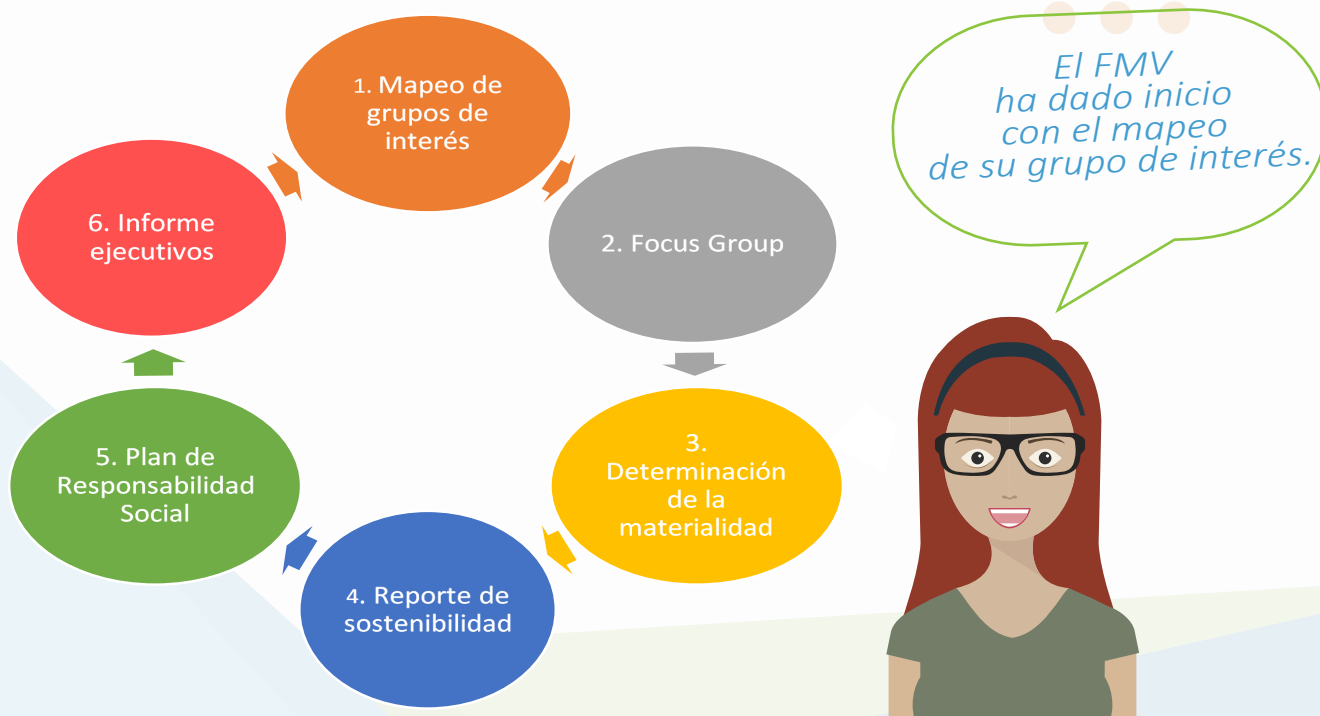 1. Mapeo de
grupos de
interés
2. Focus Group
3.
Determinación
de la
materialidad
4. Reporte de
sostenibilidad
5. Plan de
Responsabilidad
Social
6. Informe
ejecutivos
El FMV
ha dado inicio
con el mapeo
de su grupo de interés.